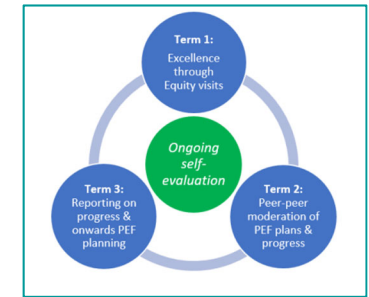 Term 1:
Excellence
through
Equity visits
Ongoing
self-
evaluation
Term 3:
Reporting on
progress &
onwards PEF
planning
Term 2:
Peer-peer
moderation of
PEF plans &
progress